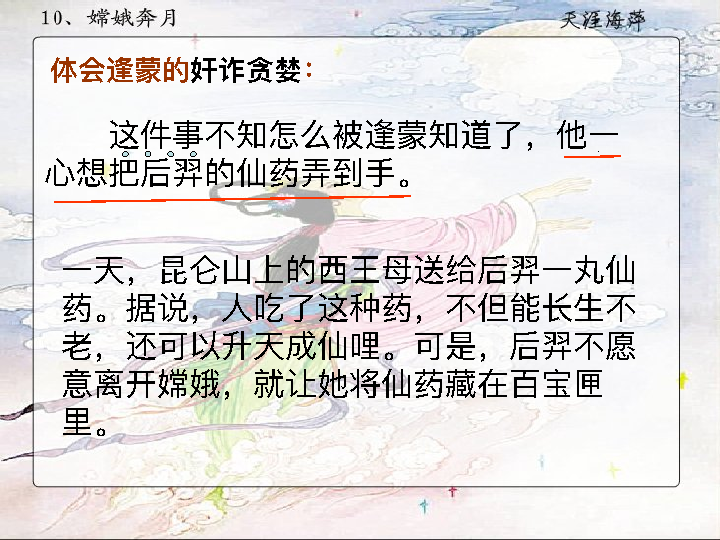 10、嫦娥奔月
天涯海萍
体会逢蒙的奸诈贪婪：
这件事不知怎么被逢蒙知道了，他一
心想把后羿的仙药弄到手。
一天，昆仑山上的西王母送给后羿一丸仙
药。据说，人吃了这种药，不但能长生不
老，还可以升天成仙哩。可是，后羿不愿
意离开嫦娥，就让她将仙药藏在百宝匣
里。